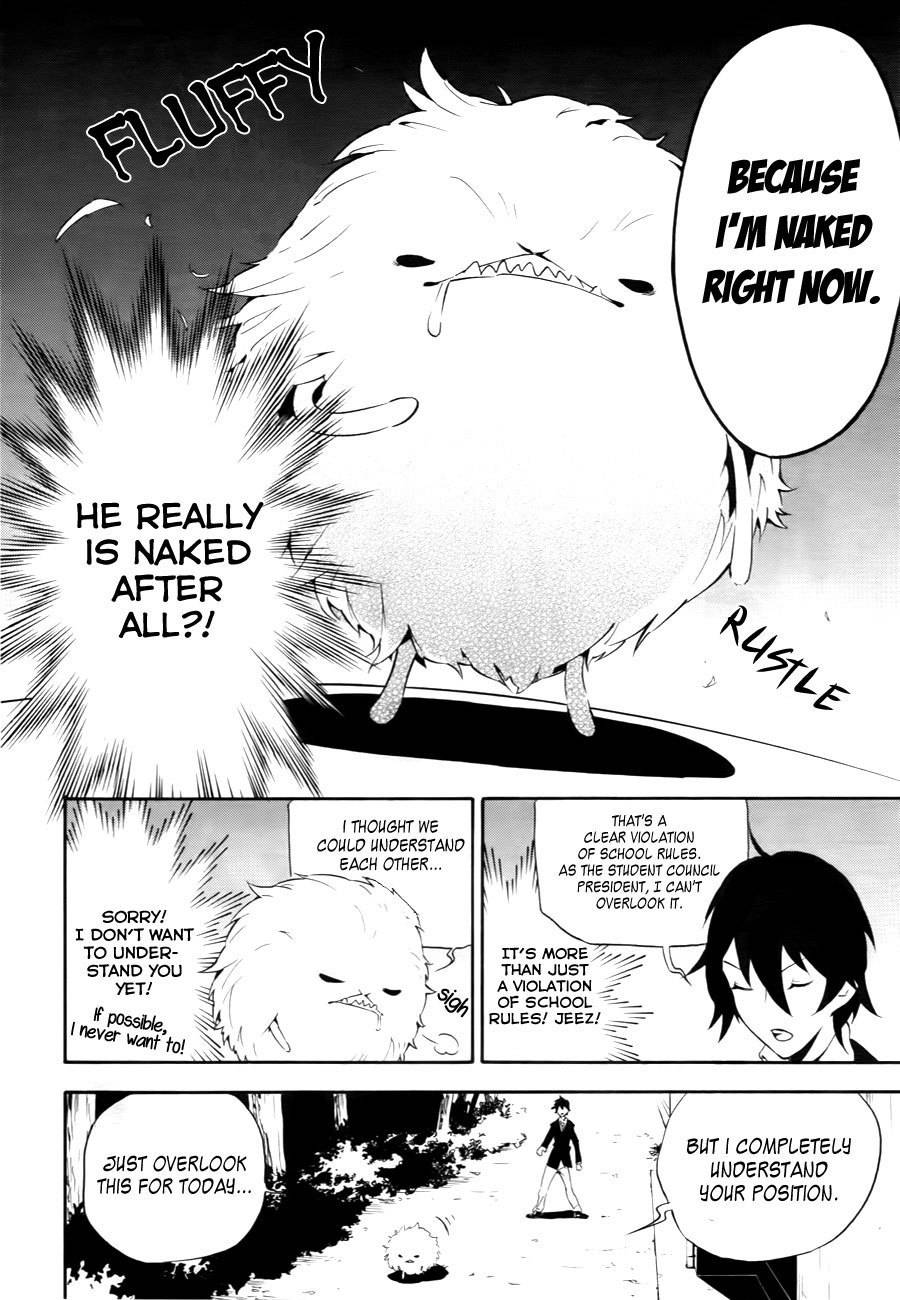 BECAUSE
I'M NAKED
RIGHT NOW.
FLUFFY
HE REALLY
IS NAKED
AFTER
ALL?!
RUSTLE
THAT'S A
CLEAR VIOLATION
OF SCHOOL RULES.
AS THE STUDENT COUNCIL
PRESIDENT, I CAN'T
OVERLOOK IT.
IT'S MORE
THAN JUST
A VIOLATION
OF SCHOOL
RULES! JEEZ!
I THOUGHT WE
COULD UNDERSTAND
EACH OTHER...
sigh
SORRY!
I DON'T WANT
TO UNDER-
STAND YOU
YET!
If possible,
I never want to!
BUT I COMPLETELY
UNDERSTAND
YOUR POSITION.
JUST OVERLOOK
THIS FOR TODAY...